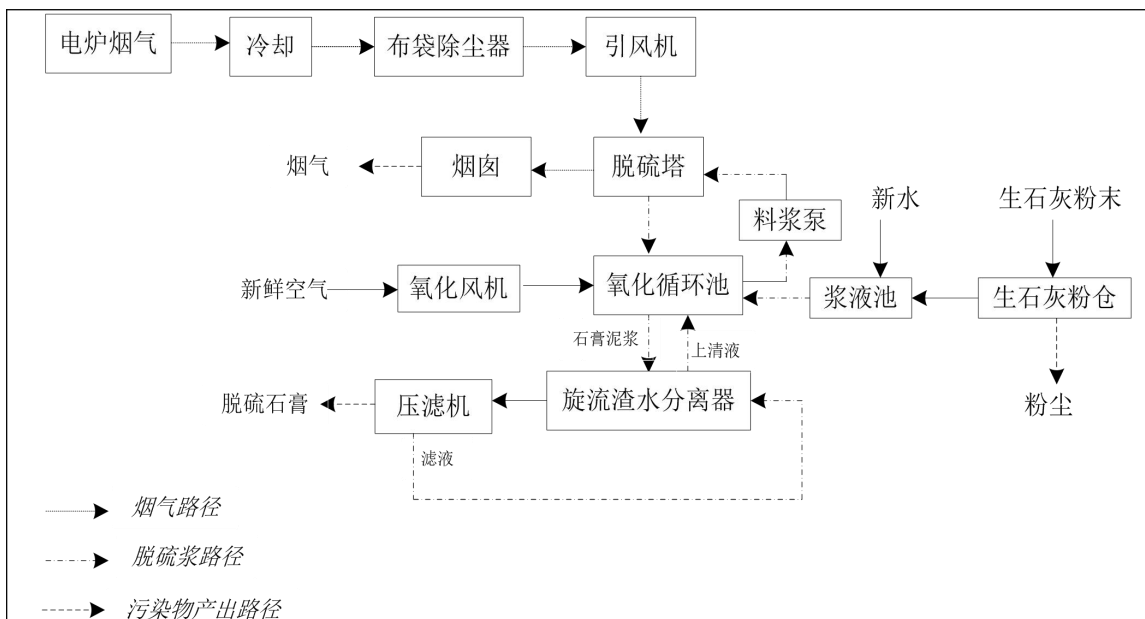 电炉烟气
冷却
布袋除尘器
引风机
烟气
烟囱
脱硫塔
新水
生石灰粉末
料浆泵
新鲜空气
氧化风机
氧化循环池
浆液池
生石灰粉仓
石膏泥浆
上清液
脱硫石膏
压滤机
旋流渣水分离器
粉尘
滤液
烟气路径
脱硫浆路径
污染物产出路径